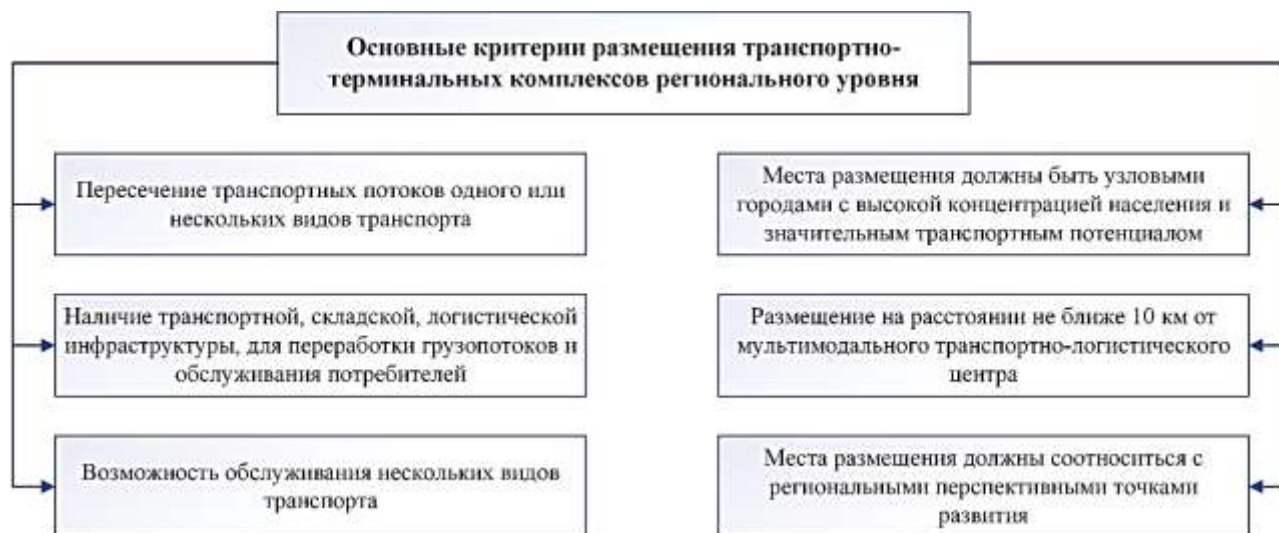 Основные критерии размещения транспортно-
терминальных комплексов регионального уровня
Пересечение транспортных потоков одного или
нескольких видов транспорта
Наличие транспортной, складской, логистической
инфраструктуры, для переработки грузопотоков и
обслуживания потребителей
Возможность обслуживания нескольких видов
транспорта
Места размещения должны быть узловыми
городами с высокой концентрацией населения и
значительным транспортным потенциалом
Размещение на расстоянии не ближе 10 км от
мультимодального транспортно-логистического
центра
Места размещения должны соотноситься с
региональными перспективными точками
развития